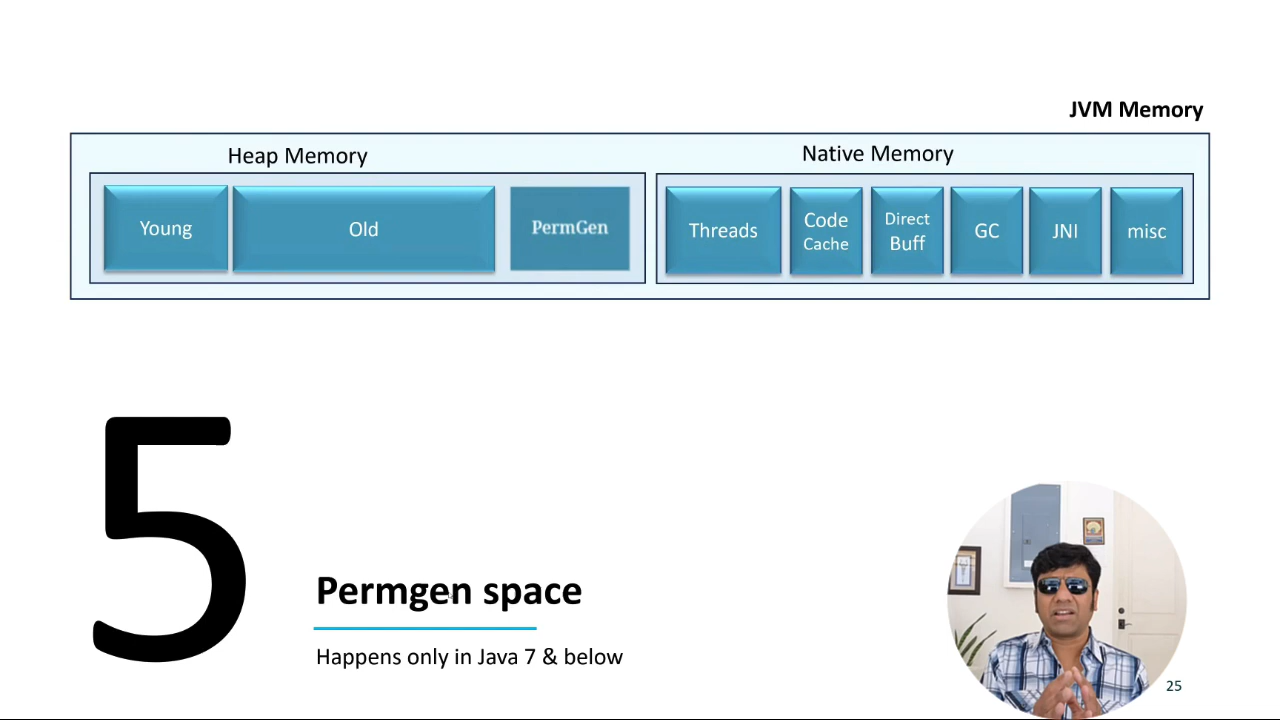 JVM Memory
Heap Memory
Native Memory
Young
Old
PermGen
Threads
Code
Cache
Direct
Buff
GC
JNI
misc
5
Permgen space
Happens only in Java 7 & below
25